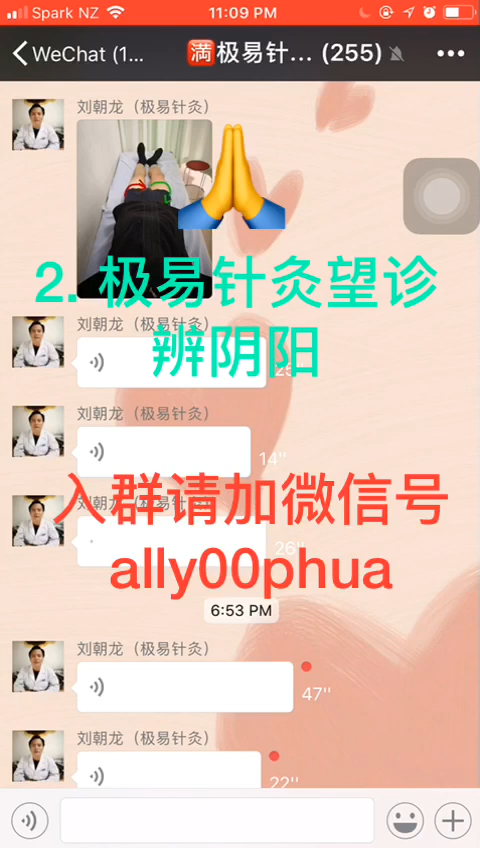 Spark NZ
11:09 PM
WeChat (1...
満极易针... (255)
刘朝龙（极易针灸）
2. 极易针灸望诊
刘朝龙（极易针灸）
辨阴阳
25''
刘朝龙（极易针灸）
14''
入群请加微信号
刘朝龙（极易针灸）
26''
ally00phua
6:53 PM
刘朝龙（极易针灸）
47''
刘朝龙（极易针灸）
22''